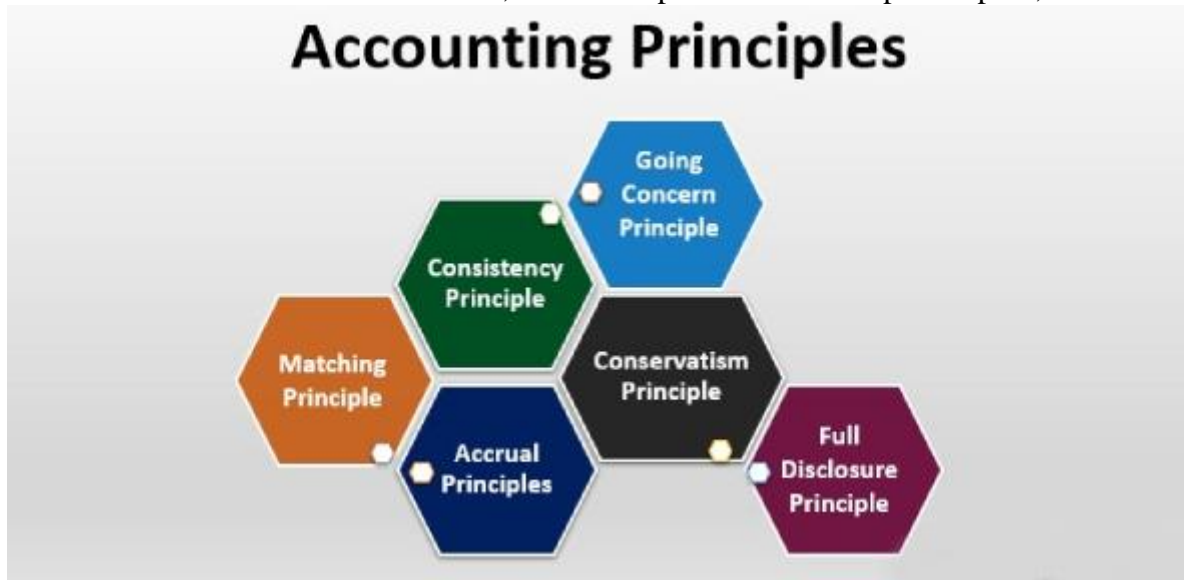 Accounting Principles
Going
Concern
Principle
Consistency
Principle
Matching
Principle
Conservatism
Principle
Accrual
Principles
Full
Disclosure
Principle